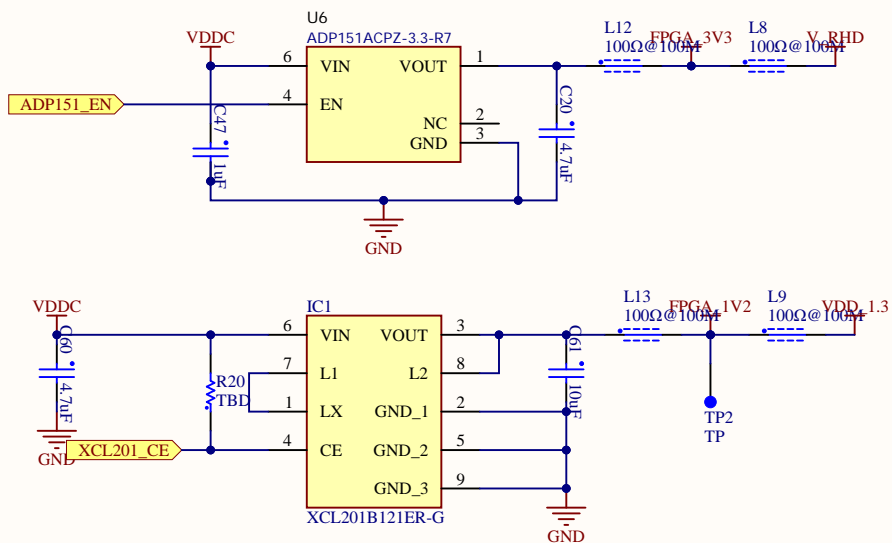 U6
ADP151ACPZ-3.3-R7
VDDC
6
VIN
VOUT
1
4
EN
NC
2
GND
3
ADP151_EN
C47
1uF
C20
4.7uF
L12
100Ω@100M
FPGA_3V3
L8
100Ω@100M
V_RHD
GND
IC1
VDDC
C60
4.7uF
GND
R20
TBD
XCL201_CE
6
VIN
VOUT
3
7
L1
L2
8
1
LX
GND_1
2
4
CE
GND_2
5
GND_3
9
XCL201B121ER-G
C61
10uF
GND
L13
100Ω@100M
FPGA_1V2
L9
100Ω@100M
VDD_1.3
TP2
TP